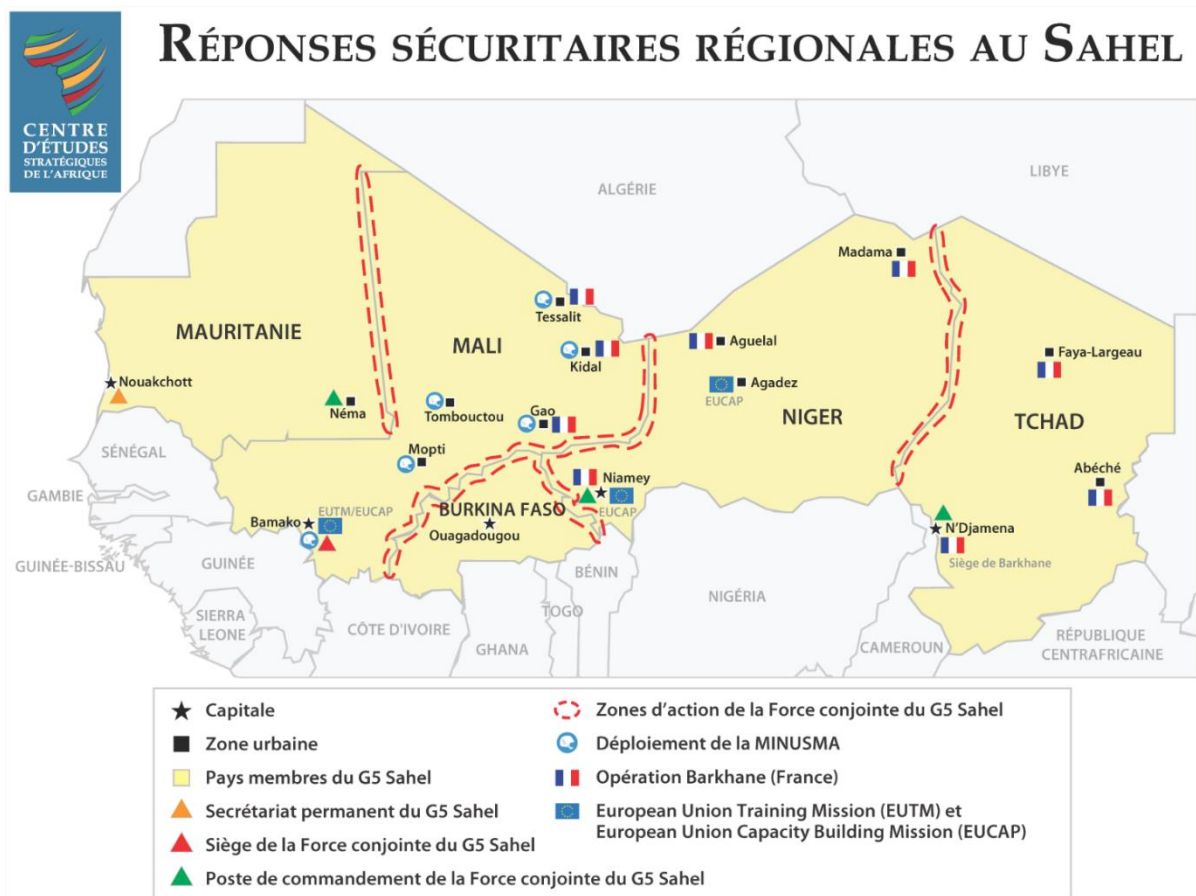 RÉPONSES SÉCURITAIRES RÉGIONALES AU SAHEL
CENTRE
D'ÉTUDES
STRATÉGIQUES
DE L'AFRIQUE
ALGÉRIE
LIBYE
Madama
Tessalit
MAURITANIE
MALI
Kidal
Aguelal
Faya-Largeau
Nouakchott
Néma
Tombouctou
Gao
Agadez
EUCAP
NIGER
TCHAD
SÉNÉGAL
Mopti
Niamey
Abéché
GAMBIE
EUTM/EUCAP
BURKINA FASO
EUCAP
Bamako
Ouagadougou
N'Djamena
Siège de Barkhane
GUINÉE-BISSAU
GUINÉE
BÉNIN
NIGÉRIA
SIERRA
LEONE
CÔTE D'IVOIRE
TOGO
GHANA
CAMEROUN
RÉPUBLIQUE
CENTRAFRICAINE
Capitale
Zone urbaine
Pays membres du G5 Sahel
Secrétariat permanent du G5 Sahel
Siège de la Force conjointe du G5 Sahel
Poste de commandement de la Force conjointe du G5 Sahel
Zones d'action de la Force conjointe du G5 Sahel
Déploiement de la MINUSMA
Opération Barkhane (France)
European Union Training Mission (EUTM) et
European Union Capacity Building Mission (EUCAP)